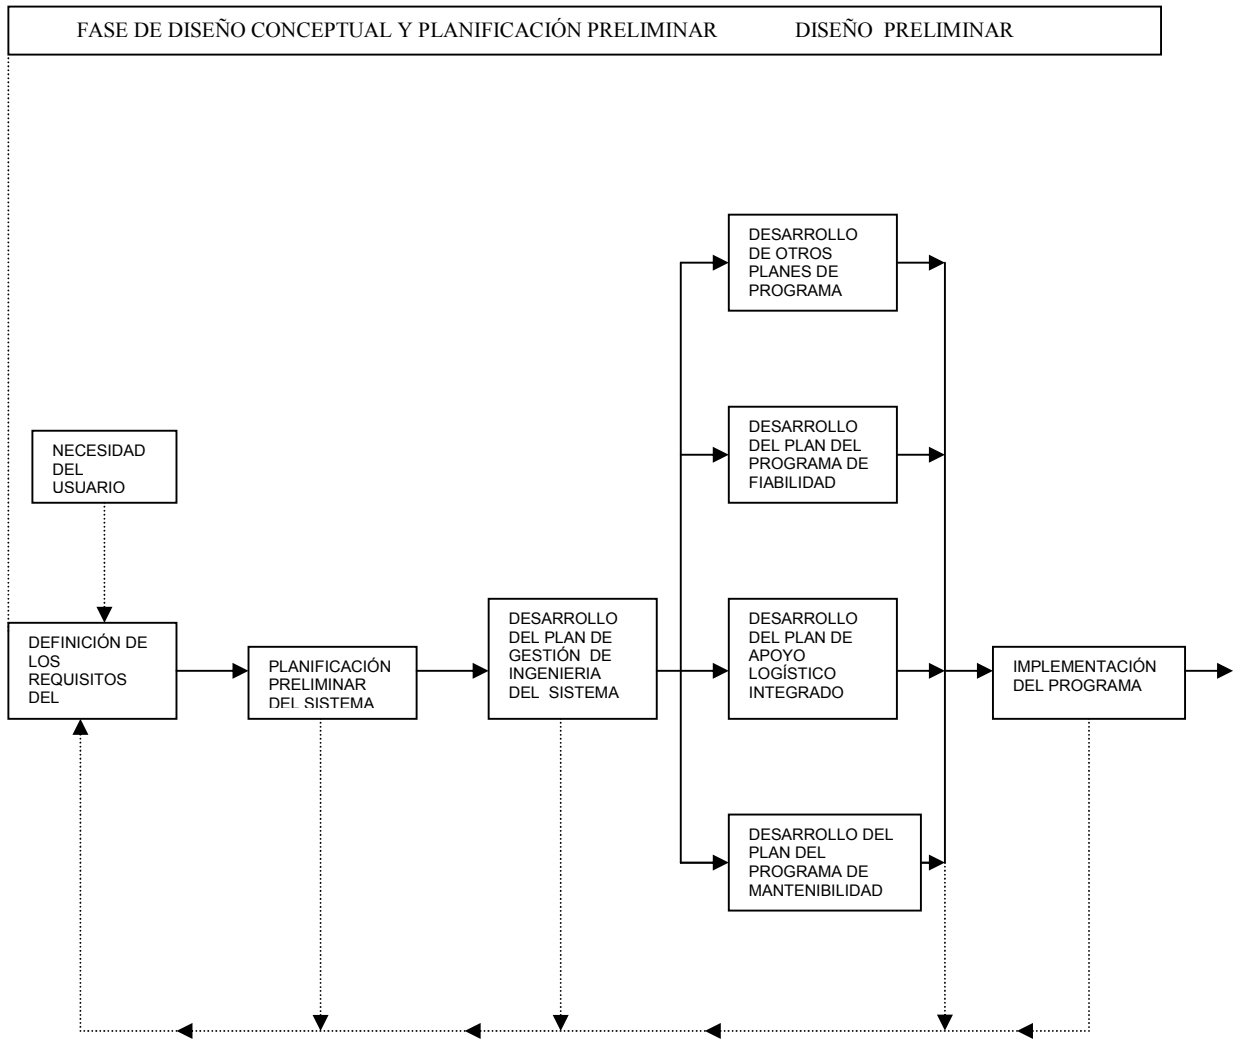 FASE DE DISEÑO CONCEPTUAL Y PLANIFICACIÓN PRELIMINAR DISEÑO PRELIMINAR
DESARROLLO
DE OTROS
PLANES DE
PROGRAMA
NECESIDAD
DEL
USUARIO
DESARROLLO
DEL PLAN DEL
PROGRAMA DE
FIABILIDAD
DEFINICIÓN DE
LOS
REQUISITOS
DEL
PLANIFICACIÓN
PRELIMINAR
DEL SISTEMA
DESARROLLO
DEL PLAN DE
GESTIÓN DE
INGENIERIA
DEL SISTEMA
DESARROLLO
DEL PLAN DE
APOYO
LOGÍSTICO
INTEGRADO
IMPLEMENTACIÓN
DEL PROGRAMA
DESARROLLO DEL
PLAN DEL
PROGRAMA DE
MANTENIBILIDAD